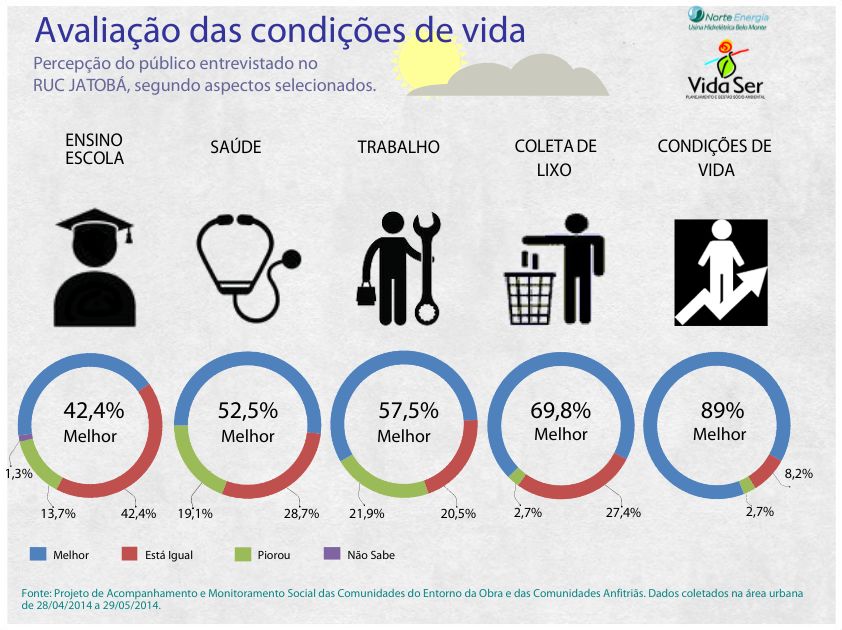 Avaliação das condições de vida
Percepção do público entrevistado no
RUC JATOBÁ, segundo aspectos selecionados.
Norte Energia
Usina Hidrelétrica Belo Monte
Vida Ser
PLANEJAMENTO E GESTÃO SÓCIO-AMBIENTAL
ENSINO
ESCOLA
SAÚDE
TRABALHO
COLETA DE
LIXO
CONDIÇÕES DE
VIDA
42,4%
Melhor
1,3%
13,7%
42,4%
52,5%
Melhor
19,1%
28,7%
57,5%
Melhor
21,9%
20,5%
69,8%
Melhor
2,7%
27,4%
89%
Melhor
8,2%
2,7%
Melhor
Está Igual
Piorou
Não Sabe
Fonte: Projeto de Acompanhamento e Monitoramento Social das Comunidades do Entorno da Obra e das Comunidades Anfitriãs. Dados coletados na área urbana
de 28/04/2014 a 29/05/2014.